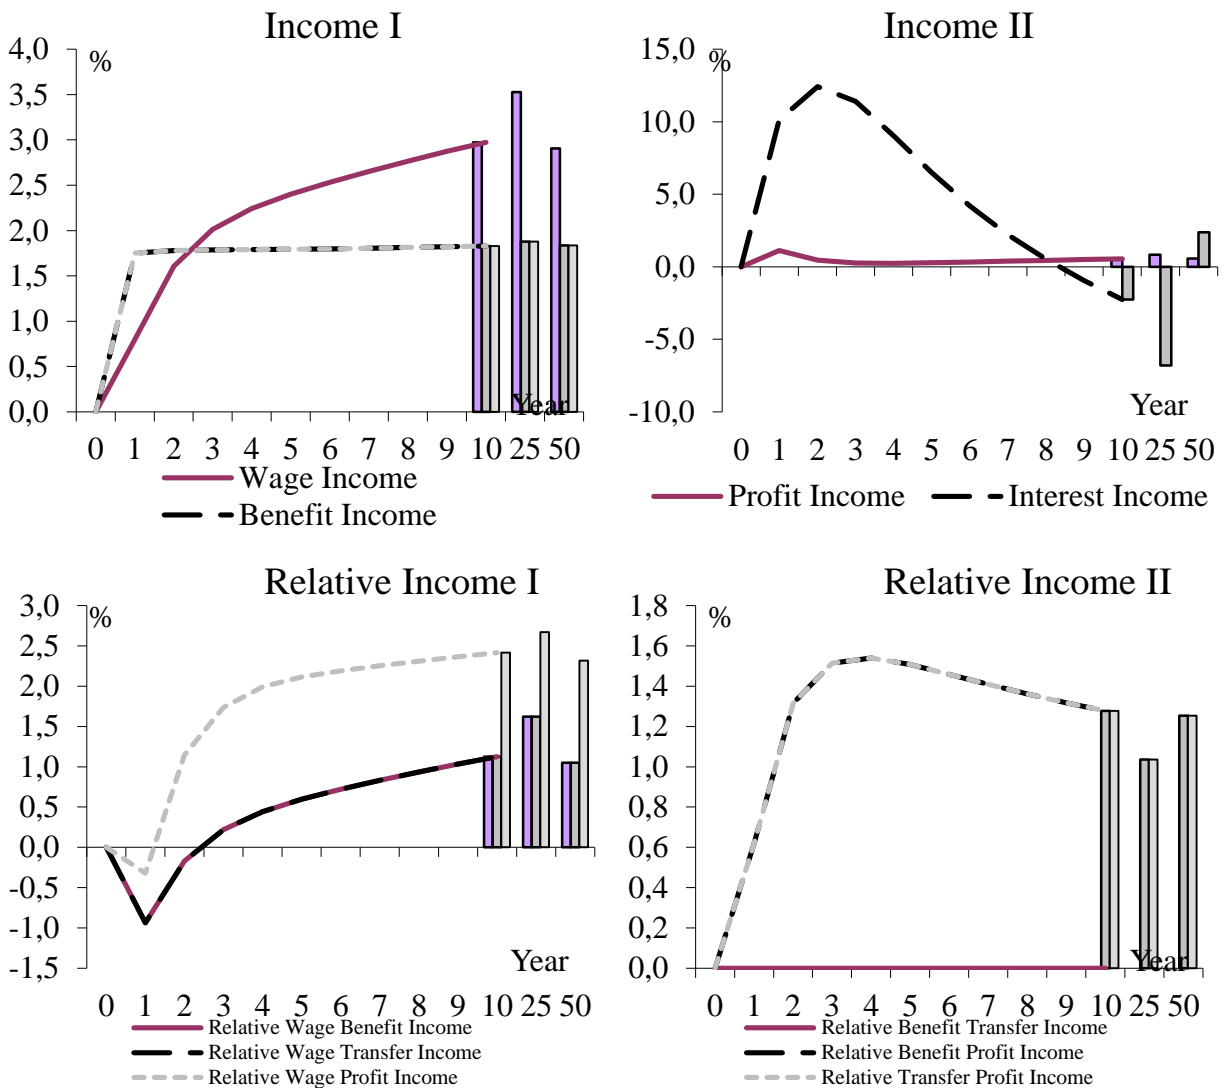 Income I
%
4,0
3,5
3,0
2,5
2,0
1,5
1,0
0,5
0,0
Year
0 1 2 3 4 5 6 7 8 9 10 25 50
Wage Income
Benefit Income
Income II
%
15,0
10,0
5,0
0,0
-5,0
-10,0
Year
0 1 2 3 4 5 6 7 8 9 10 25 50
Profit Income Interest Income
Relative Income I
%
3,0
2,5
2,0
1,5
1,0
0,5
0,0
-0,5
-1,0
-1,5
Year
0 1 2 3 4 5 6 7 8 9 10 25 50
Relative Wage Benefit Income
Relative Wage Transfer Income
Relative Wage Profit Income
Relative Income II
%
1,8
1,6
1,4
1,2
1,0
0,8
0,6
0,4
0,2
0,0
Year
0 1 2 3 4 5 6 7 8 9 10 25 50
Relative Benefit Transfer Income
Relative Benefit Profit Income
Relative Transfer Profit Income